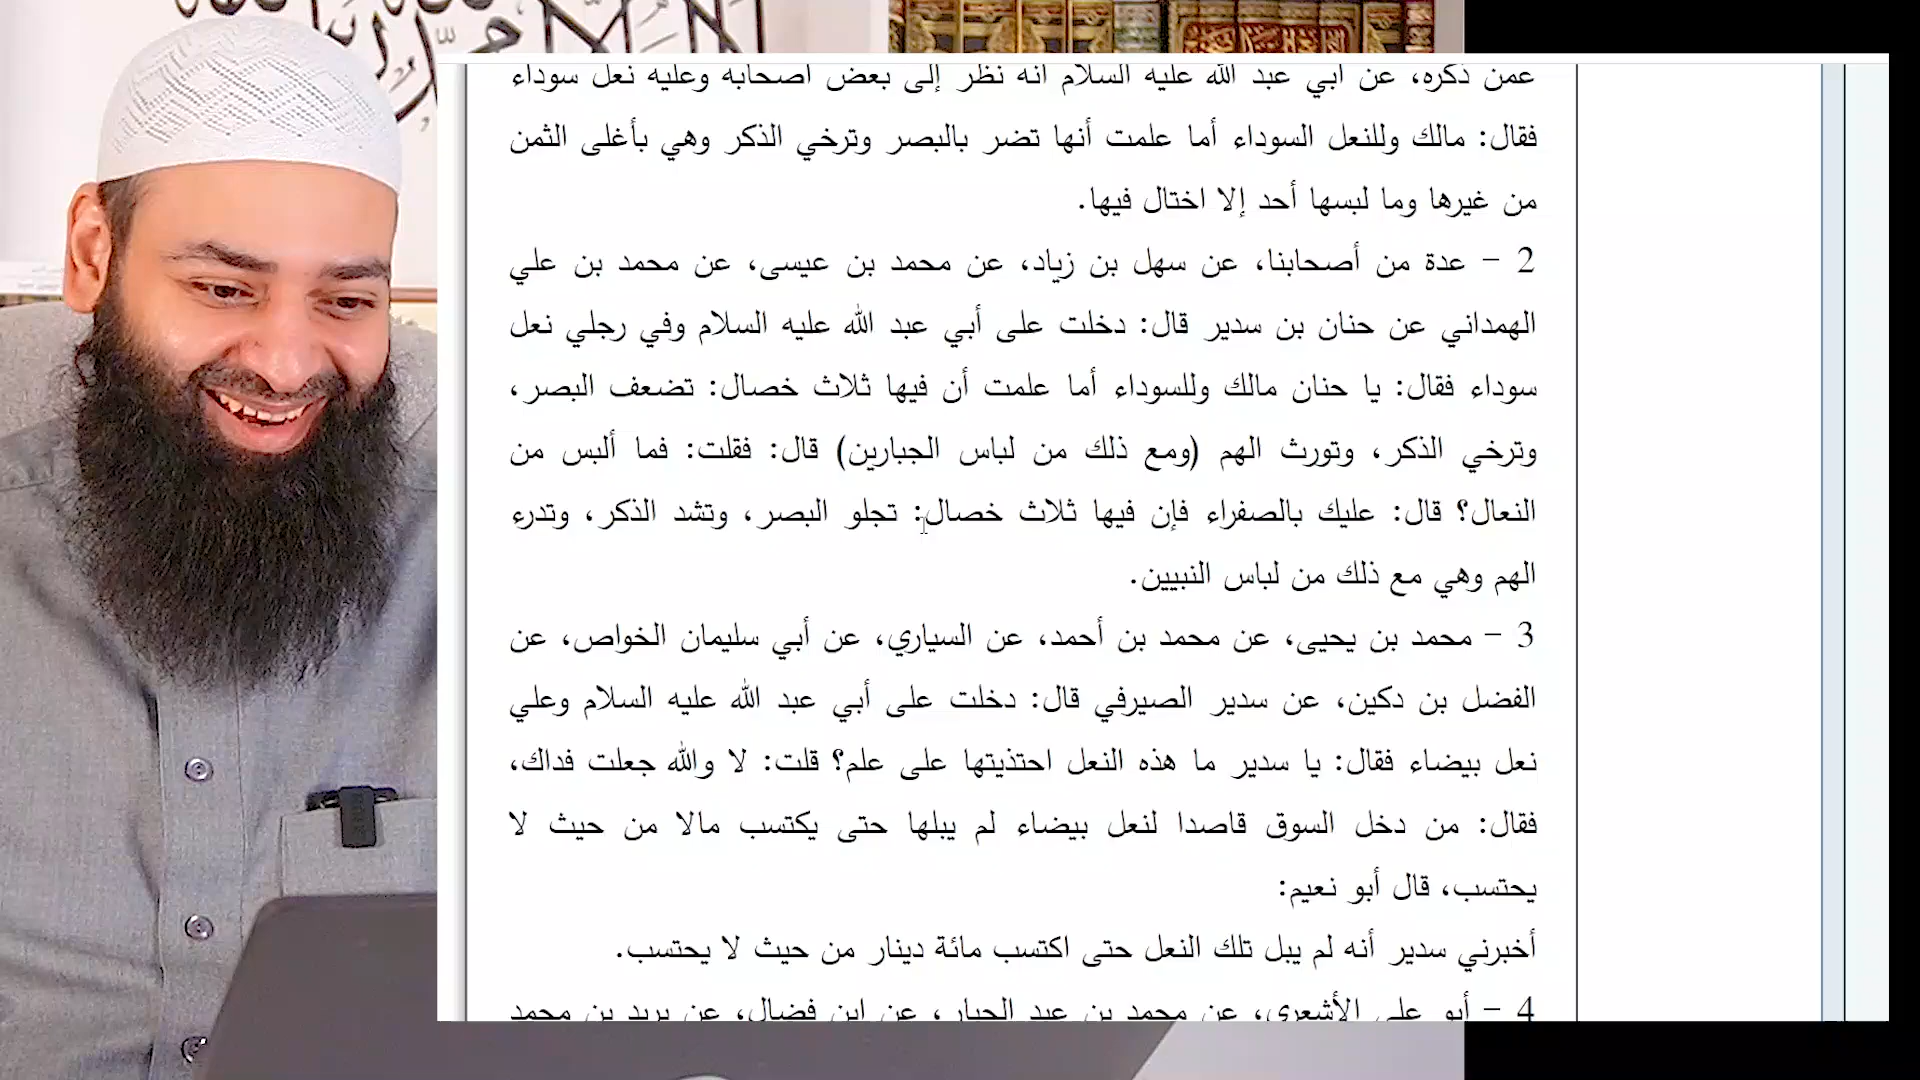 عمن ذكره، عن أبي عبد الله عليه السلام أنه نظر إلى بعض أصحابه وعليه نعل سوداء
فقال: مالك وللنعل السوداء أما علمت أنها تضر بالبصر وترخي الذكر وهي بأغلى الثمن
من غيرها وما لبسها أحد إلا اختال فيها.
2 - عدة من أصحابنا، عن سهل بن زياد، عن محمد بن عيسى، عن محمد بن علي
الهمداني عن حنان بن سدير قال: دخلت على أبي عبد الله عليه السلام وفي رجلي نعل
سوداء فقال: يا حنان مالك وللسوداء أما علمت أن فيها ثلاث خصال: تضعف البصر،
وترخي الذكر، وتورث الهم (ومع ذلك من لباس الجبارين) قال: فقلت: فما ألبس من
النعال؟ قال: عليك بالصفراء فإن فيها ثلاث خصال: تجلو البصر، وتشد الذكر، وتدرء
الهم وهي مع ذلك من لباس النبيين.
3 - محمد بن يحيى، عن محمد بن أحمد، عن السياري، عن أبي سليمان الخواص، عن
الفضل بن دكين، عن سدير الصيرفي قال: دخلت على أبي عبد الله عليه السلام وعلي
نعل بيضاء فقال: يا سدير ما هذه النعل احتذيتها على علم؟ قلت: لا والله جعلت فداك،
فقال: من دخل السوق قاصدا لنعل بيضاء لم يبلها حتى يكتسب مالا من حيث لا
يحتسب، قال أبو نعيم:
أخبرني سدير أنه لم يبل تلك النعل حتى اكتسب مائة دينار من حيث لا يحتسب.
4 - أبو علي الأشعري، عن محمد بن عبد الجبار، عن ابن فضال، عن بريد بن محمد